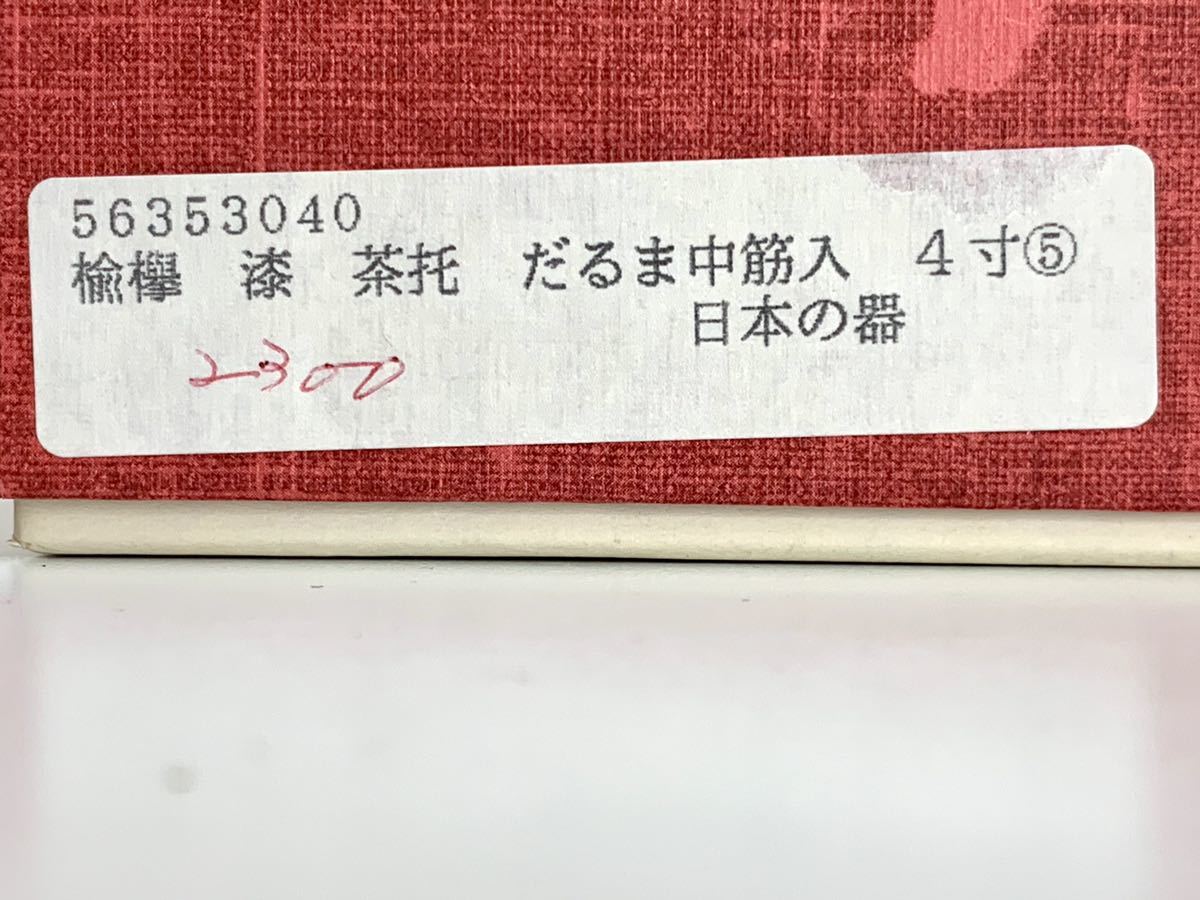 56353040
楡欅　漆　茶托　だるま中筋入　4寸⑤
日本の器
2300